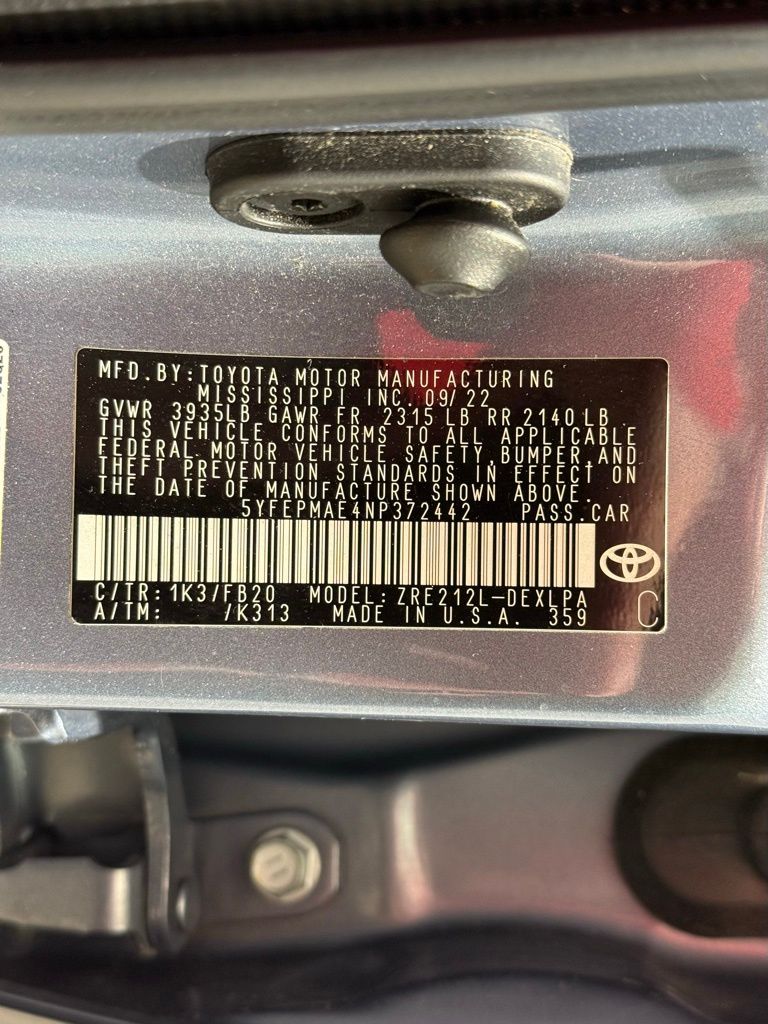 MFD.BY:TOYOTA MOTOR MANUFACTURING
MISSISSIPPI INC. 09/22
GVWR 3935LB GAWR FR 2315 LB RR 2140 LB
THIS VEHICLE CONFORMS TO ALL APPLICABLE
FEDERAL MOTOR VEHICLE SAFETY, BUMPER, AND
THEFT PREVENTION STANDARDS IN EFFECT ON
THE DATE OF MANUFACTURE SHOWN ABOVE.
5YFEPMAE4NP372442 PASS.CAR
C/TR: 1K3/FB20 MODEL: ZRE212L-DEXLPA
A/TM: /K313 MADE IN U.S.A. 359 C